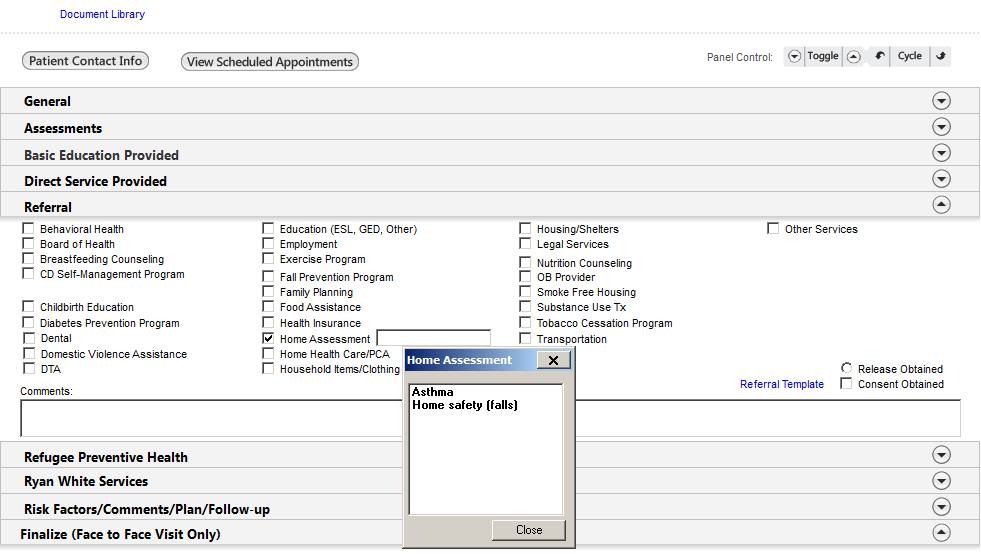 Document Library
Patient Contact Info
View Scheduled Appointments
Panel Control:
Toggle
Cycle
General
Assessments
Basic Education Provided
Direct Service Provided
Referral
Behavioral Health
Board of Health
Breastfeeding Counseling
CD Self-Management Program
Childbirth Education
Diabetes Prevention Program
Dental
Domestic Violence Assistance
DTA
Education (ESL, GED, Other)
Employment
Exercise Program
Fall Prevention Program
Family Planning
Food Assistance
Health Insurance
Home Assessment
Home Health Care/PCA
Household Items/Clothing
Housing/Shelters
Legal Services
Nutrition Counseling
OB Provider
Smoke Free Housing
Substance Use Tx
Tobacco Cessation Program
Transportation
Other Services
Home Assessment
Asthma
Home safety (falls)
Close
Release Obtained
Referral Template
Consent Obtained
Comments:
Refugee Preventive Health
Ryan White Services
Risk Factors/Comments/Plan/Follow-up
Finalize (Face to Face Visit Only)